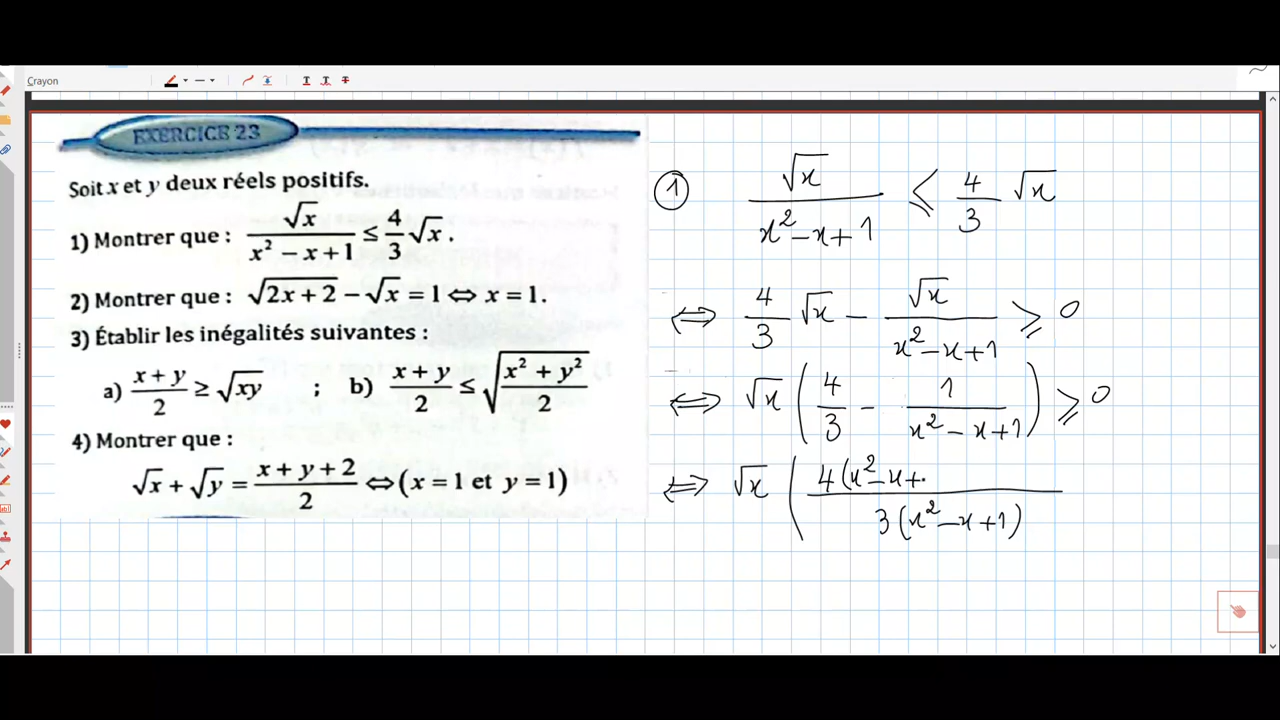 Crayon
EXERCICE 23
Soit x et y deux réels positifs.
1) Montrer que : √x / (x² − x + 1) ≤ 4/3 √x.
2) Montrer que : √(2x + 2) − √x = 1 ⇔ x = 1.
3) Établir les inégalités suivantes :
a) (x + y)/2 ≥ √(xy) ; b) (x + y)/2 ≤ √((x² + y²)/2)
4) Montrer que :
√x + √y = (x + y + 2)/2 ⇔ (x = 1 et y = 1)
① √x / (x² − x + 1) ≤ 4/3 √x
⇔ 4/3 √x − √x / (x² − x + 1) ≥ 0
⇔ √x (4/3 − 1/(x² − x + 1)) ≥ 0
⇔ √x ( 4(x² − x + / 3(x² − x + 1)